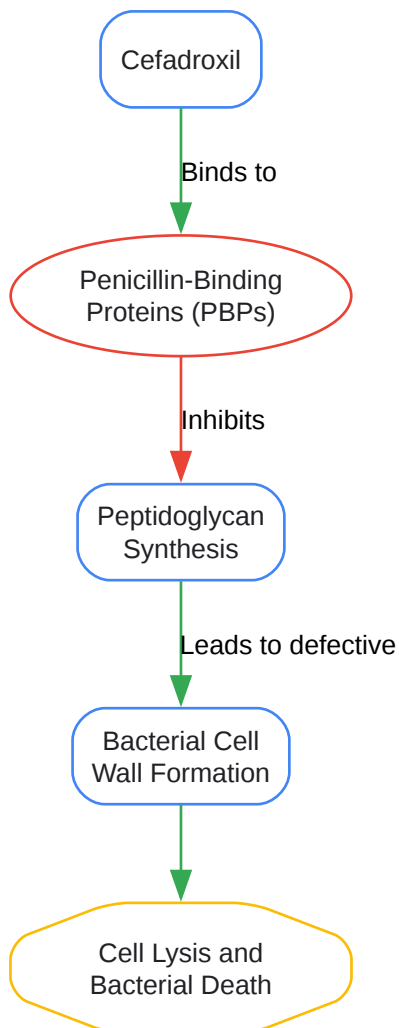 Cefadroxil
Binds to
Penicillin-Binding
Proteins (PBPs)
Inhibits
Peptidoglycan
Synthesis
Leads to defective
Bacterial Cell
Wall Formation
Cell Lysis and
Bacterial Death